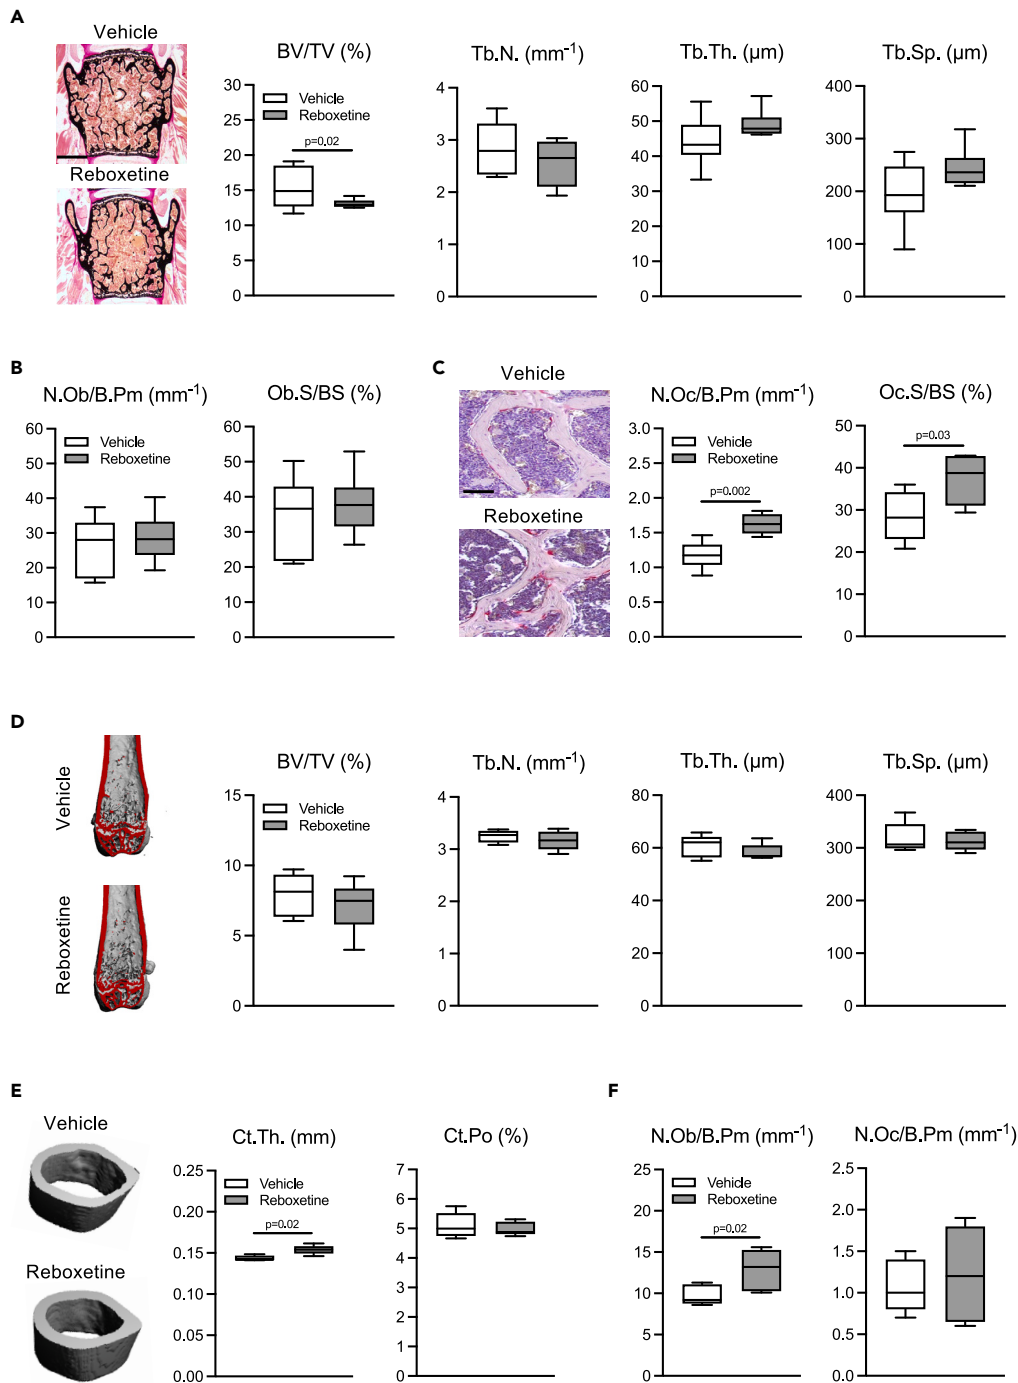 A
Vehicle
Reboxetine
BV/TV (%)
30
25
20
15
10
5
0
Vehicle
Reboxetine
p=0.02
Tb.N. (mm⁻¹)
4
3
2
1
0
Tb.Th. (μm)
60
50
40
30
20
10
0
Tb.Sp. (μm)
400
300
200
100
0
B
N.Ob/B.Pm (mm⁻¹)
60
50
40
30
20
10
0
Vehicle
Reboxetine
Ob.S/BS (%)
60
50
40
30
20
10
0
C
Vehicle
Reboxetine
N.Oc/B.Pm (mm⁻¹)
3.0
2.5
2.0
1.5
1.0
0.5
0.0
Vehicle
Reboxetine
p=0.002
Oc.S/BS (%)
50
40
30
20
10
0
p=0.03
D
Vehicle
Reboxetine
BV/TV (%)
15
10
5
0
Vehicle
Reboxetine
Tb.N. (mm⁻¹)
4
3
2
1
0
Tb.Th. (μm)
80
60
40
20
0
Tb.Sp. (μm)
400
300
200
100
0
E
Vehicle
Reboxetine
Ct.Th. (mm)
0.25
0.20
0.15
0.10
0.05
0.00
Vehicle
Reboxetine
p=0.02
Ct.Po (%)
7
6
5
4
3
2
1
0
F
N.Ob/B.Pm (mm⁻¹)
25
20
15
10
5
0
Vehicle
Reboxetine
p=0.02
N.Oc/B.Pm (mm⁻¹)
2.5
2.0
1.5
1.0
0.5
0.0